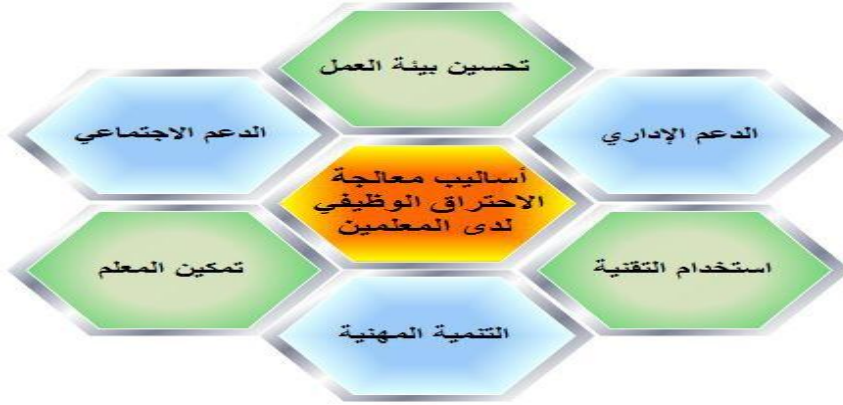 تحسين بيئة العمل
الدعم الإداري
الدعم الاجتماعي
أساليب معالجة
الاحتراق الوظيفي
لدى المعلمين
استخدام التقنية
تمكين المعلم
التنمية المهنية